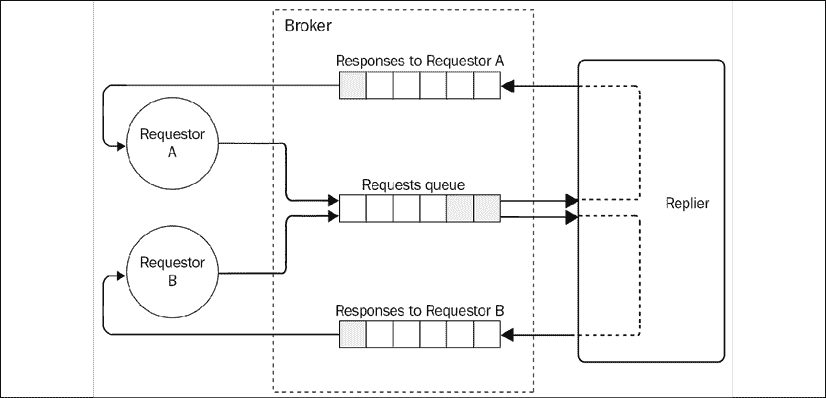 Broker
Responses to Requestor A
Requestor
A
Requests queue
Replier
Requestor
B
Responses to Requestor B